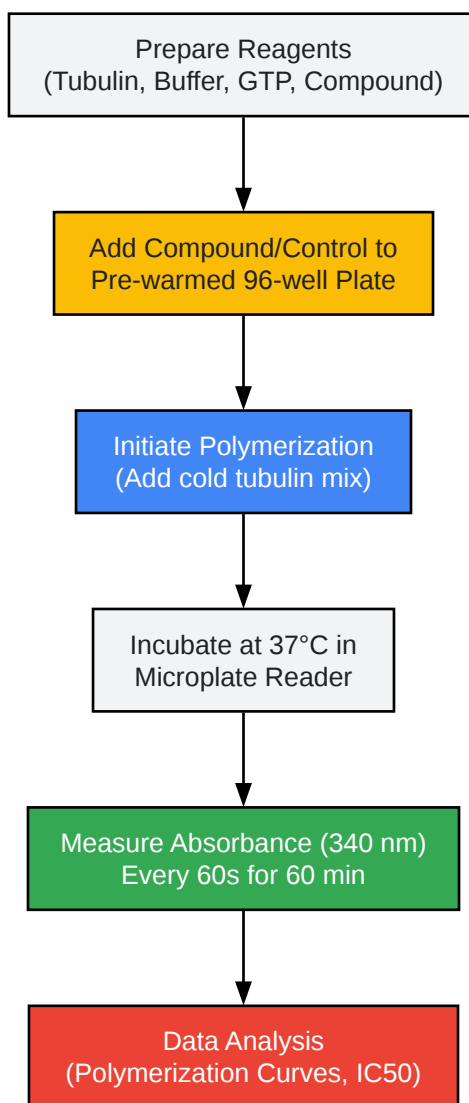 Prepare Reagents
(Tubulin, Buffer, GTP, Compound)
Add Compound/Control to
Pre-warmed 96-well Plate
Initiate Polymerization
(Add cold tubulin mix)
Incubate at 37°C in
Microplate Reader
Measure Absorbance (340 nm)
Every 60s for 60 min
Data Analysis
(Polymerization Curves, IC50)